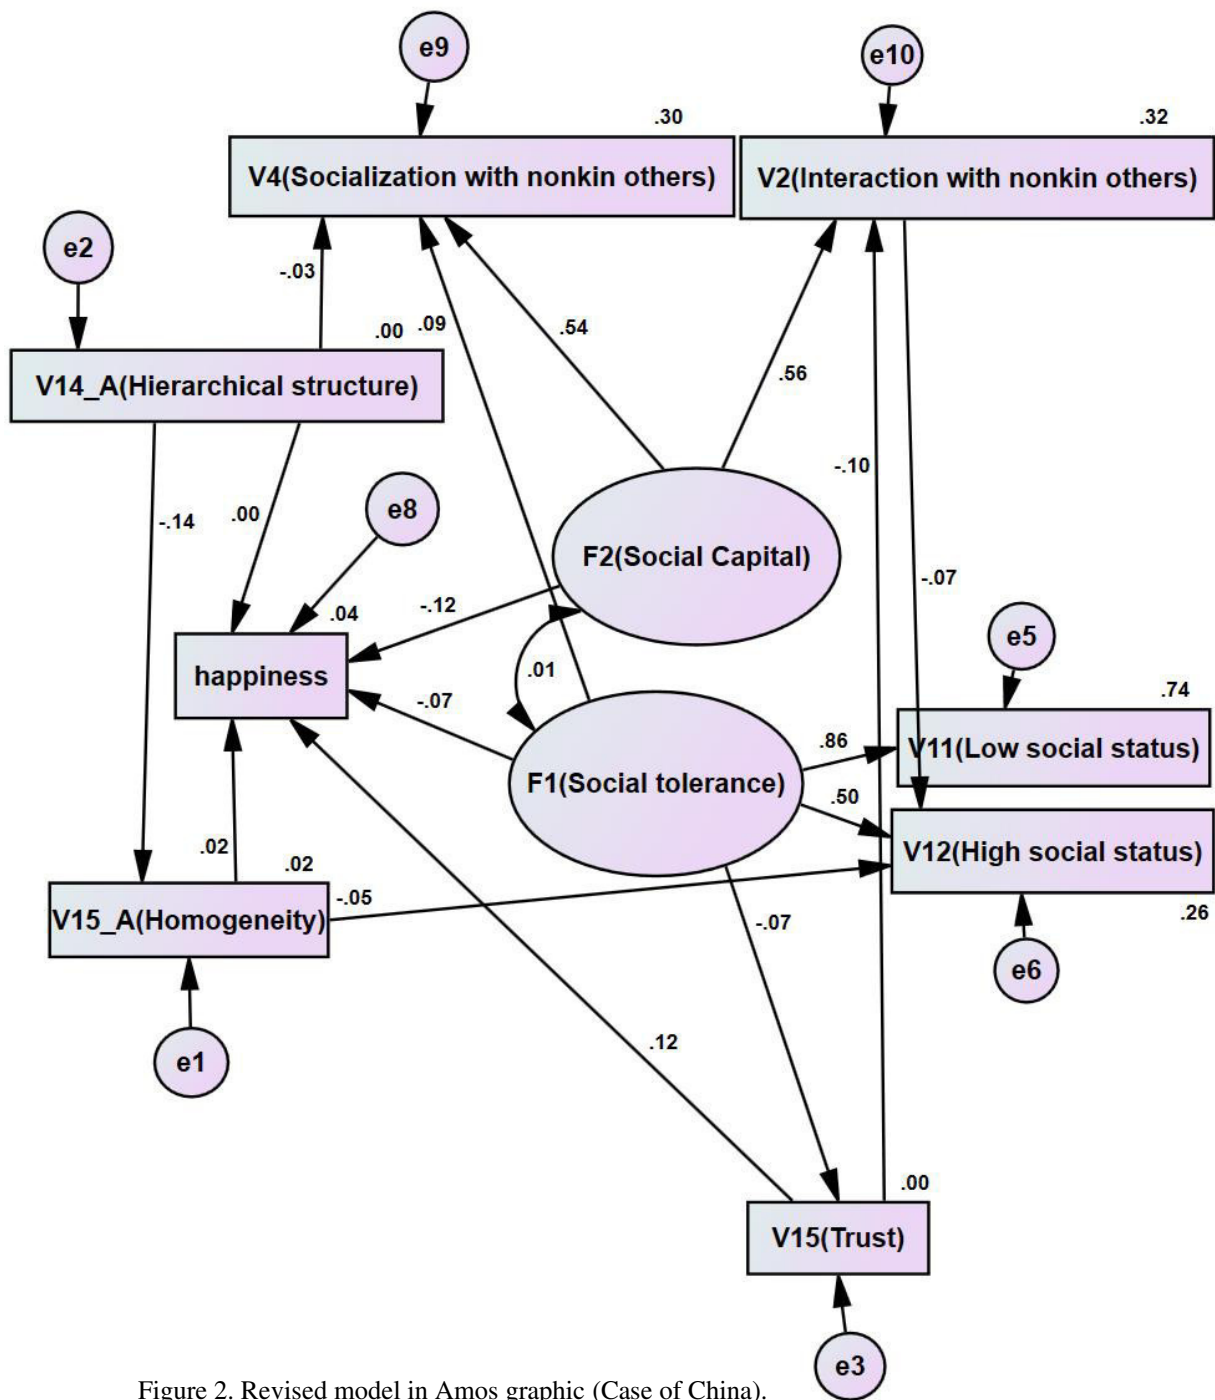 e9
e10
.30
.32
V4(Socialization with nonkin others)
V2(Interaction with nonkin others)
e2
-.03
.00
.09
.54
V14_A(Hierarchical structure)
.56
-.10
e8
-.14
.00
F2(Social Capital)
-.07
-.12
.04
e5
happiness
.01
.74
-.07
.86
V11(Low social status)
F1(Social tolerance)
.50
.02
.02
V12(High social status)
-.05
V15_A(Homogeneity)
-.07
.26
e6
e1
.12
.00
V15(Trust)
e3
Figure 2. Revised model in Amos graphic (Case of China).